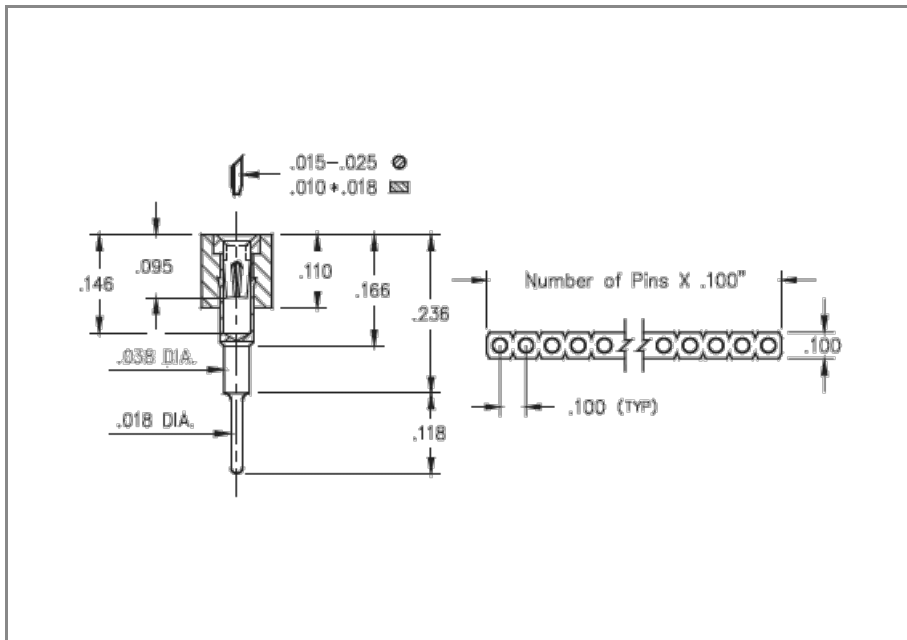 .015-.025
.010*.018
.095
.146
.110
.166
.236
.038 DIA.
.018 DIA.
.118
Number of Pins X .100"
.100
.100 (TYP)